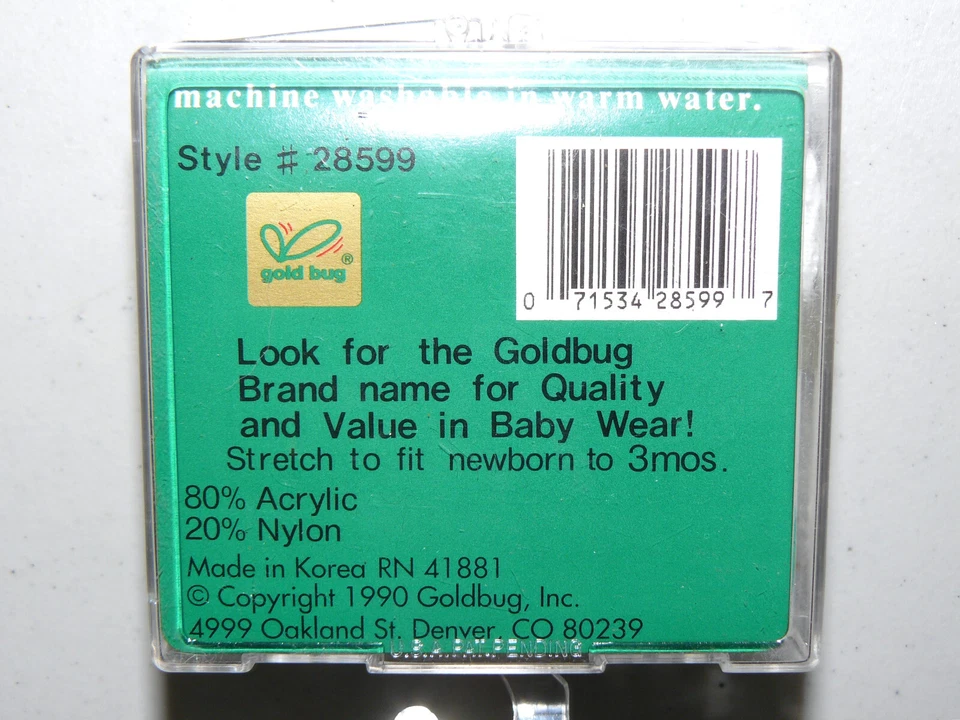 machine washable in warm water.
Style # 28599
gold bug ®
0 71534 28599 7
Look for the Goldbug
Brand name for Quality
and Value in Baby Wear!
Stretch to fit newborn to 3mos.
80% Acrylic
20% Nylon
Made in Korea RN 41881
© Copyright 1990 Goldbug, Inc.
4999 Oakland St. Denver, CO 80239
U.S.A. PAT. PENDING